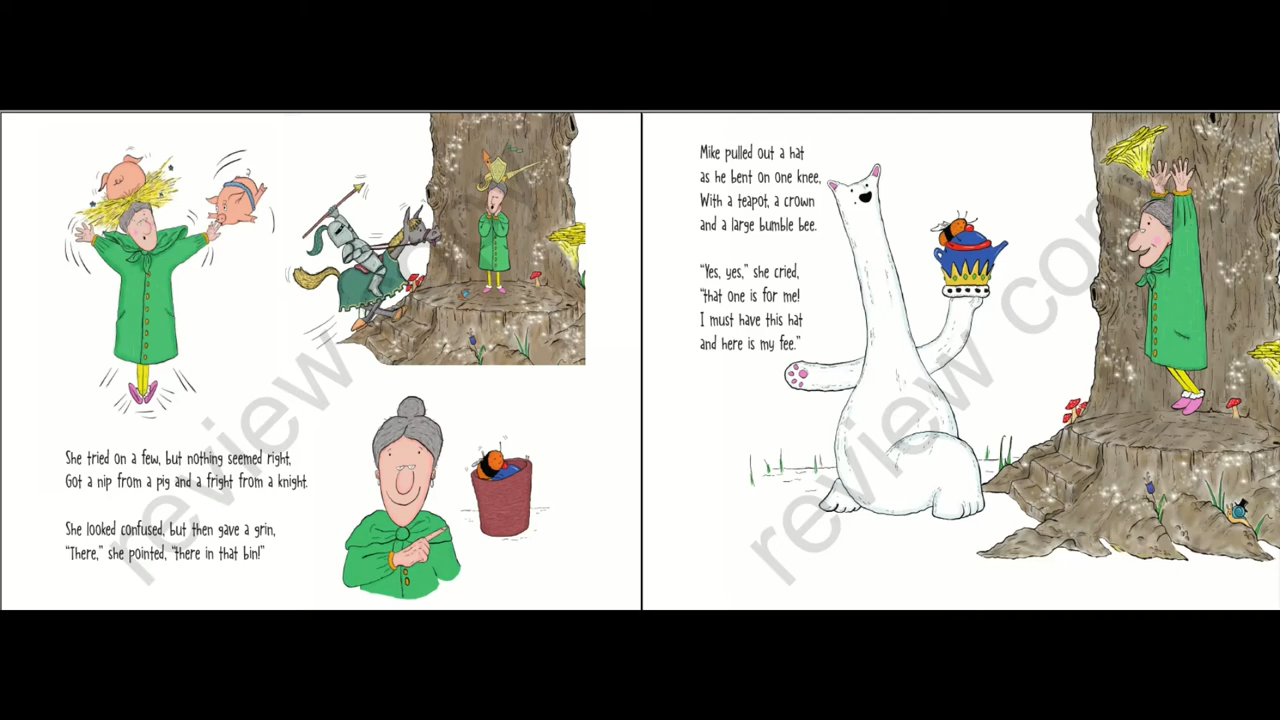 She tried on a few, but nothing seemed right,
Got a nip from a pig and a fright from a knight.
She looked confused, but then gave a grin,
"There," she pointed, "there in that bin!"
Mike pulled out a hat
as he bent on one knee,
With a teapot, a crown
and a large bumble bee.
"Yes, yes," she cried,
"that one is for me!
I must have this hat
and here is my fee."
review com
review com